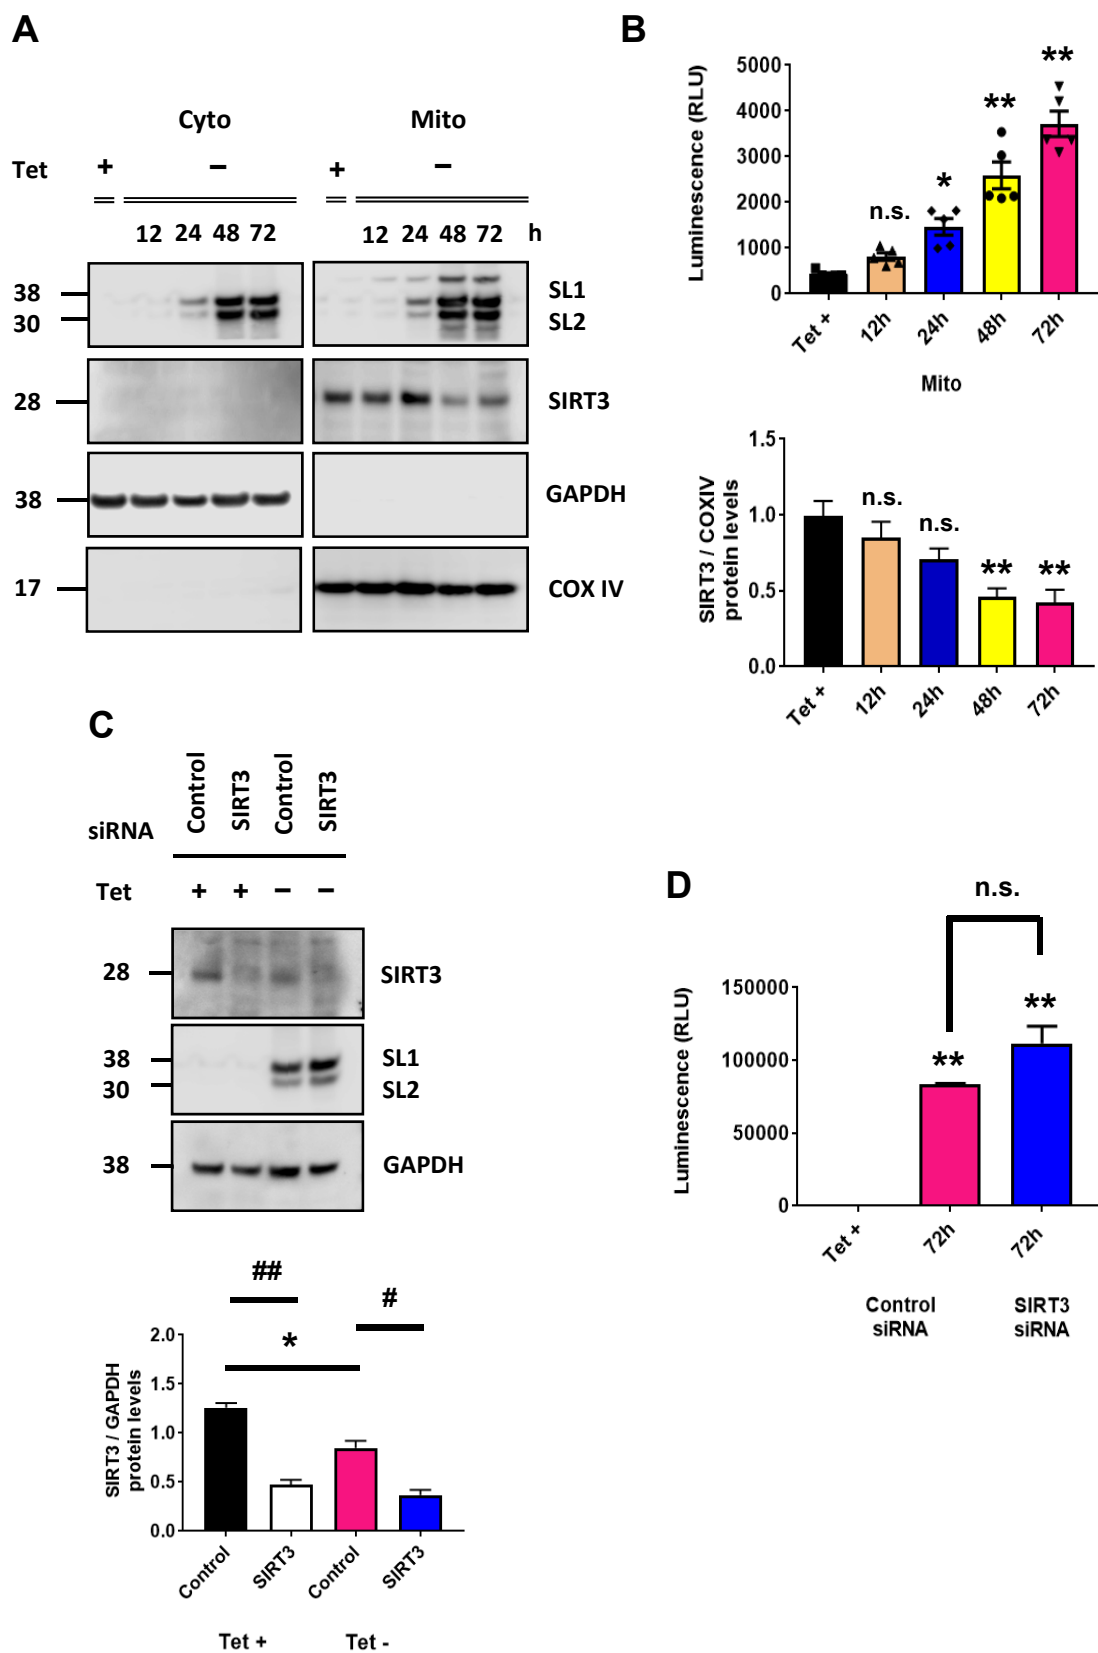 A
Cyto Mito
Tet + − + −
12 24 48 72 12 24 48 72 h
38
30
SL1
SL2
28 SIRT3
38 GAPDH
17 COX IV
B
Luminescence (RLU)
5000
4000
3000
2000
1000
0
n.s. * ** **
Tet + 12h 24h 48h 72h
Mito
SIRT3 / COXIV
protein levels
1.5
1.0
0.5
0.0
n.s. n.s. ** **
Tet + 12h 24h 48h 72h
C
siRNA Control SIRT3 Control SIRT3
Tet + + − −
28 SIRT3
38 SL1
30 SL2
38 GAPDH
##
#
*
SIRT3 / GAPDH
protein levels
2.0
1.5
1.0
0.5
0.0
Control SIRT3 Control SIRT3
Tet + Tet -
D
n.s.
Luminescence (RLU)
150000
100000
50000
0
** **
Tet + 72h 72h
Control
siRNA
SIRT3
siRNA